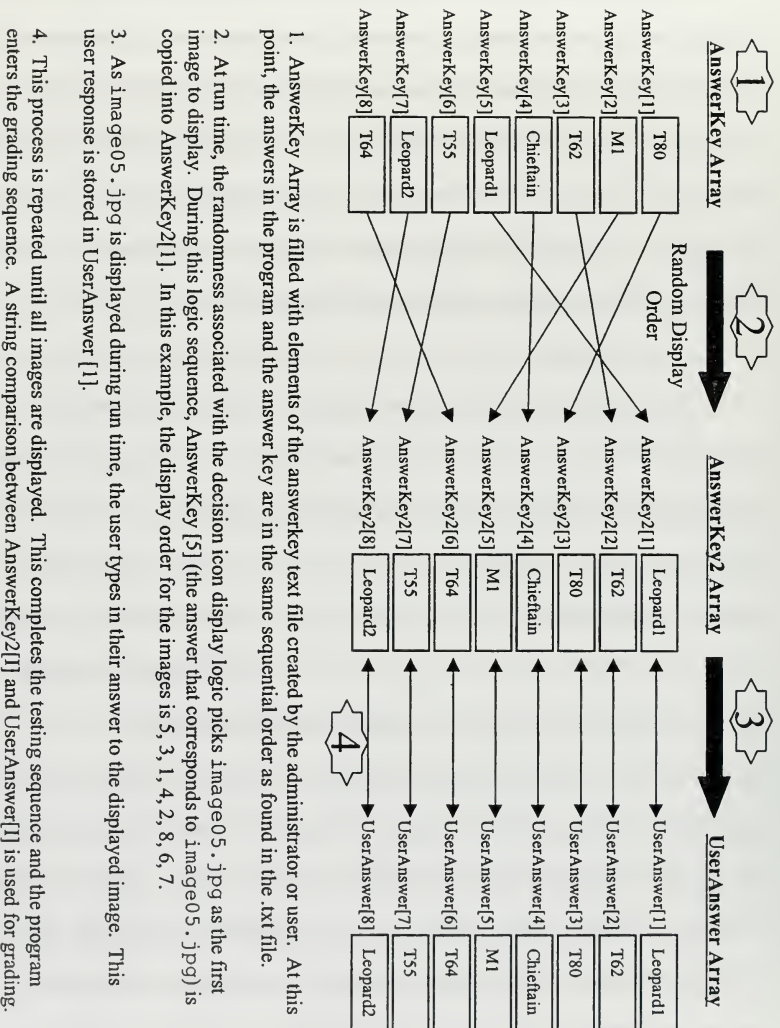 1 2 3
AnswerKey Array AnswerKey2 Array UserAnswer Array
Random Display
Order
AnswerKey[1] T80 AnswerKey2[1] Leopard1 UserAnswer[1] Leopard1
AnswerKey[2] M1 AnswerKey2[2] T62 UserAnswer[2] T62
AnswerKey[3] T62 AnswerKey2[3] T80 UserAnswer[3] T80
AnswerKey[4] Chieftain AnswerKey2[4] Chieftain UserAnswer[4] Chieftain
AnswerKey[5] Leopard1 AnswerKey2[5] M1 UserAnswer[5] M1
AnswerKey[6] T55 AnswerKey2[6] T64 UserAnswer[6] T64
AnswerKey[7] Leopard2 AnswerKey2[7] T55 UserAnswer[7] T55
AnswerKey[8] T64 AnswerKey2[8] Leopard2 UserAnswer[8] Leopard2
4
1. AnswerKey Array is filled with elements of the answerkey text file created by the administrator or user. At this
point, the answers in the program and the answer key are in the same sequential order as found in the .txt file.
2. At run time, the randomness associated with the decision icon display logic picks image05.jpg as the first
image to display. During this logic sequence, AnswerKey [5] (the answer that corresponds to image05.jpg) is
copied into AnswerKey2[1]. In this example, the display order for the images is 5, 3, 1, 4, 2, 8, 6, 7.
3. As image05.jpg is displayed during run time, the user types in their answer to the displayed image. This
user response is stored in UserAnswer [1].
4. This process is repeated until all images are displayed. This completes the testing sequence and the program
enters the grading sequence. A string comparison between AnswerKey2[I] and UserAnswer[I] is used for grading.